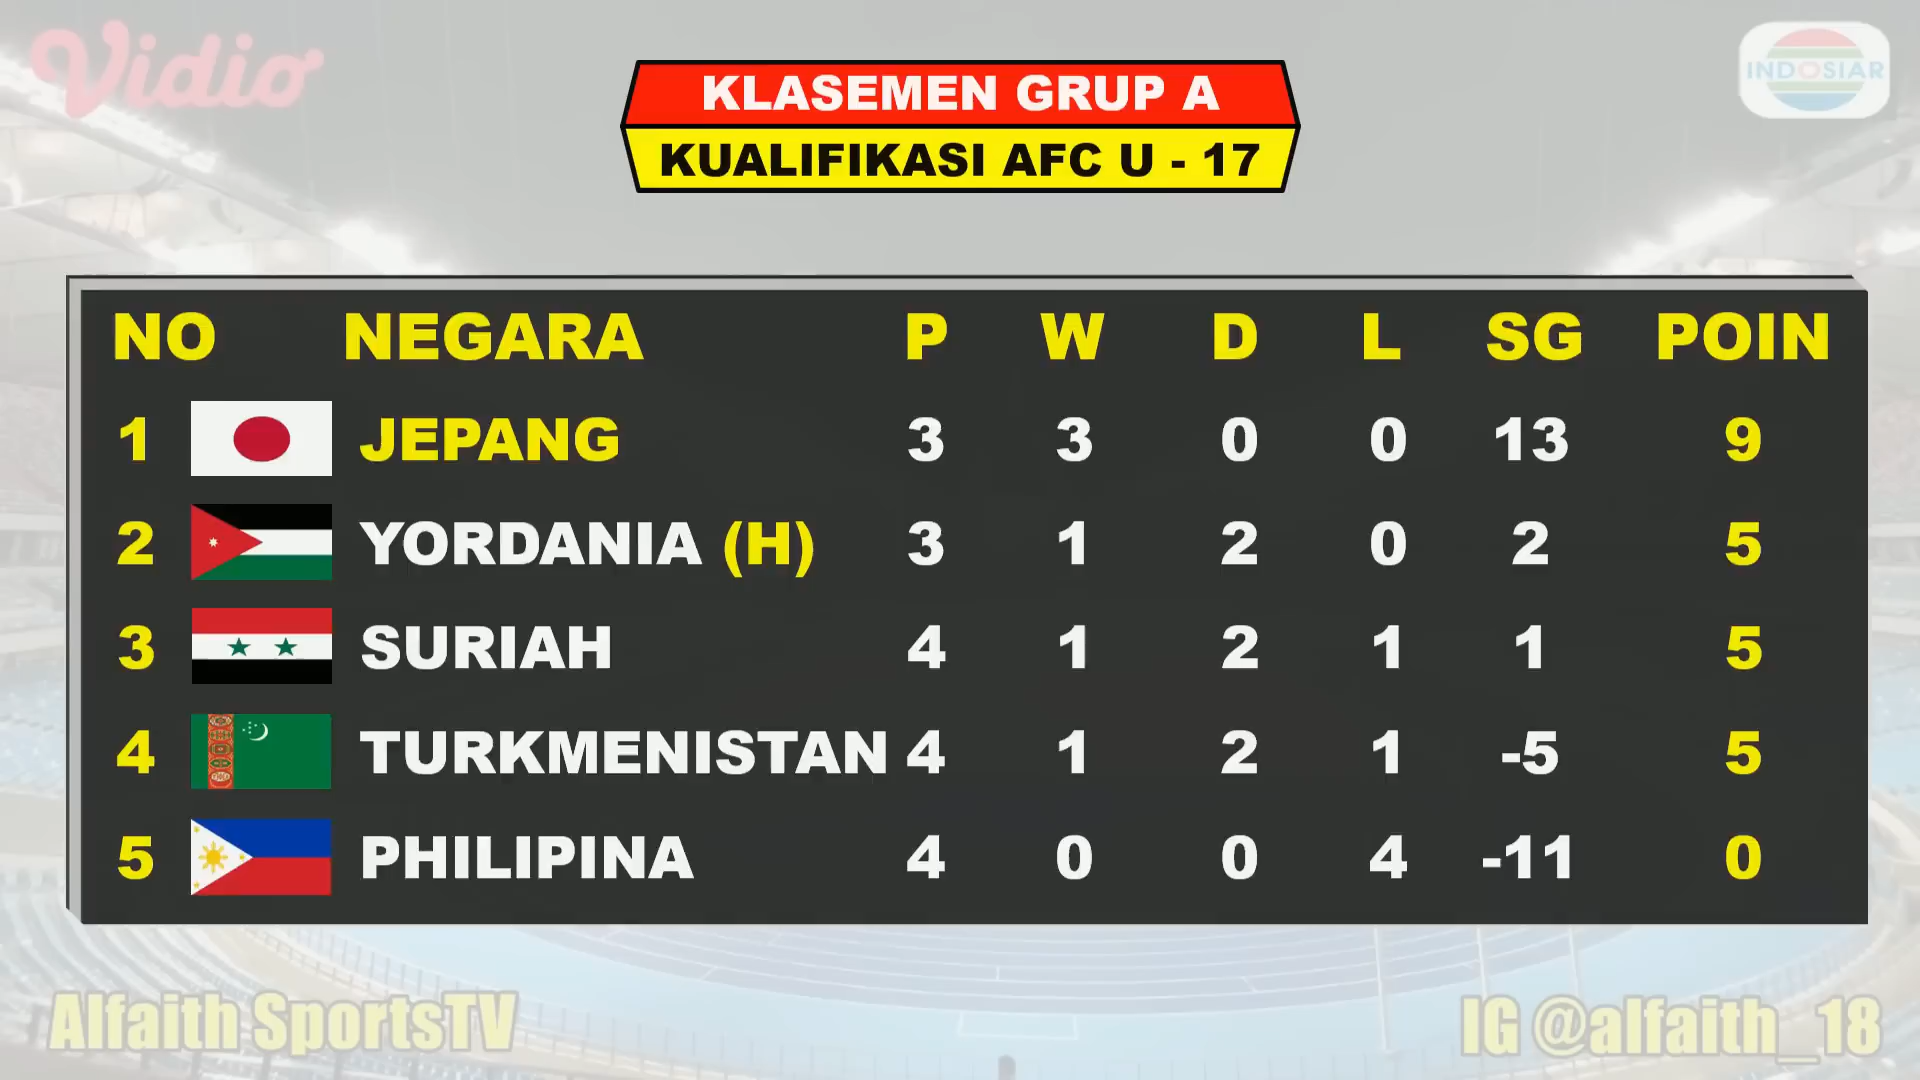 Vidio
INDOSIAR
KLASEMEN GRUP A
KUALIFIKASI AFC U - 17
NO NEGARA P W D L SG POIN
1 JEPANG 3 3 0 0 13 9
2 YORDANIA (H) 3 1 2 0 2 5
3 SURIAH 4 1 2 1 1 5
4 TURKMENISTAN 4 1 2 1 -5 5
5 PHILIPINA 4 0 0 4 -11 0
Alfaith SportsTV
IG @alfaith_18